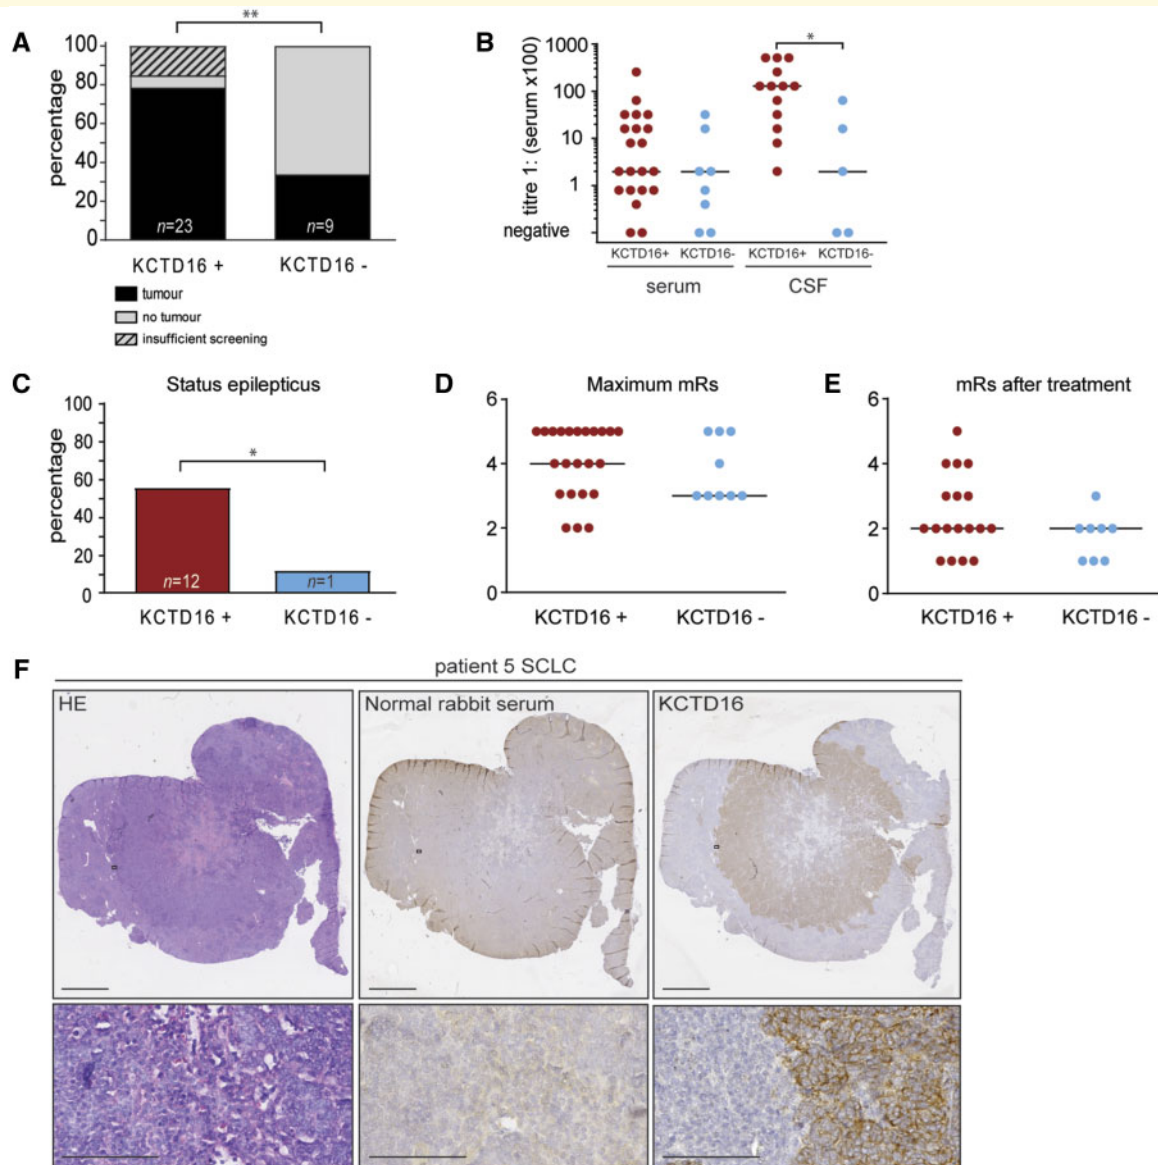 A
**
100
80
60
40
20
0
percentage
n=23
n=9
KCTD16 +
KCTD16 -
tumour
no tumour
insufficient screening
B
titre 1: (serum x100)
1000
100
10
1
negative
*
KCTD16+
KCTD16-
KCTD16+
KCTD16-
serum
CSF
C
Status epilepticus
100
80
60
40
20
0
percentage
*
n=12
n=1
KCTD16 +
KCTD16 -
D
Maximum mRs
6
4
2
0
KCTD16 +
KCTD16 -
E
mRs after treatment
6
4
2
0
KCTD16 +
KCTD16 -
F
patient 5 SCLC
HE
Normal rabbit serum
KCTD16